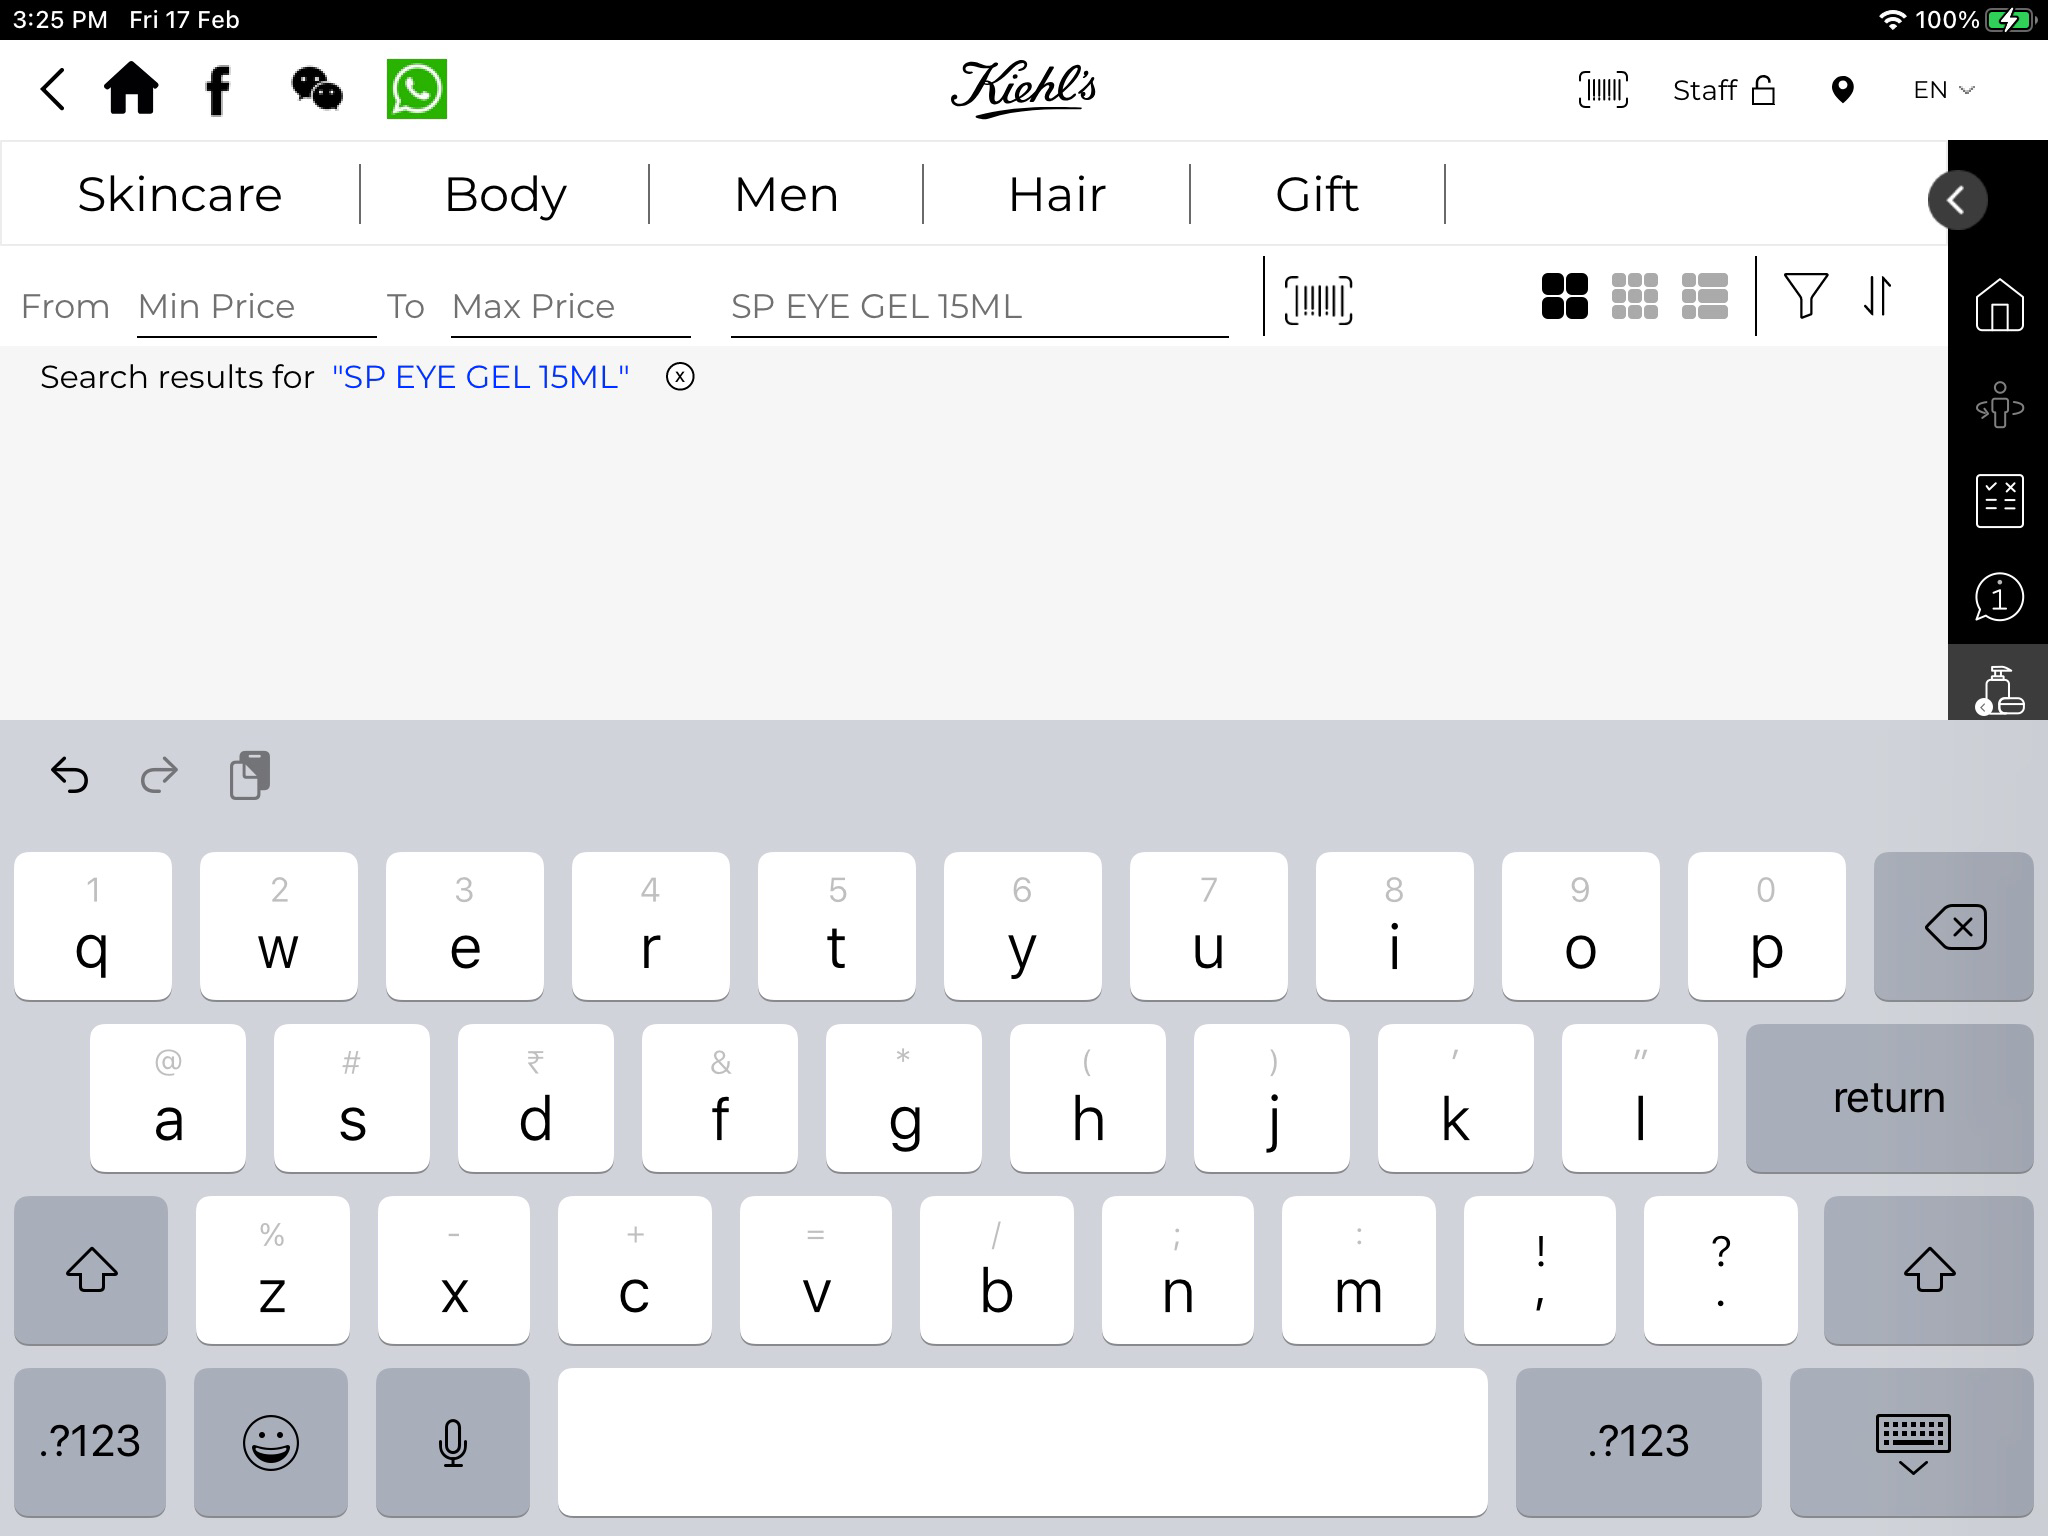 3:25 PM Fri 17 Feb 100%
Kiehl's
Staff EN
Skincare Body Men Hair Gift
From Min Price To Max Price SP EYE GEL 15ML
Search results for "SP EYE GEL 15ML"
1 2 3 4 5 6 7 8 9 0
q w e r t y u i o p
@ # ₹ & * ( ) ' "
a s d f g h j k l return
% - + = / ; : ! ?
z x c v b n m , .
.?123 .?123